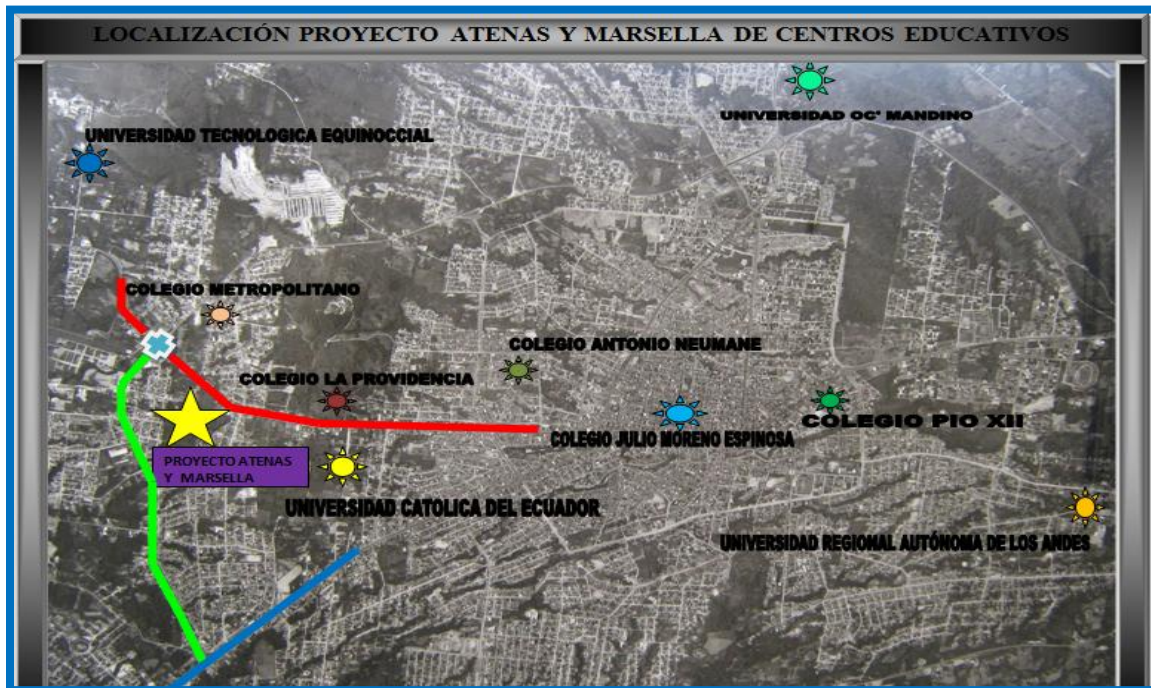 LOCALIZACIÓN PROYECTO ATENAS Y MARSELLA DE CENTROS EDUCATIVOS
UNIVERSIDAD OC' MANDINO
UNIVERSIDAD TECNOLOGICA EQUINOCCIAL
COLEGIO METROPOLITANO
COLEGIO ANTONIO NEUMANE
COLEGIO LA PROVIDENCIA
COLEGIO PIO XII
COLEGIO JULIO MORENO ESPINOSA
PROYECTO ATENAS
Y MARSELLA
UNIVERSIDAD CATOLICA DEL ECUADOR
UNIVERSIDAD REGIONAL AUTÓNOMA DE LOS ANDES